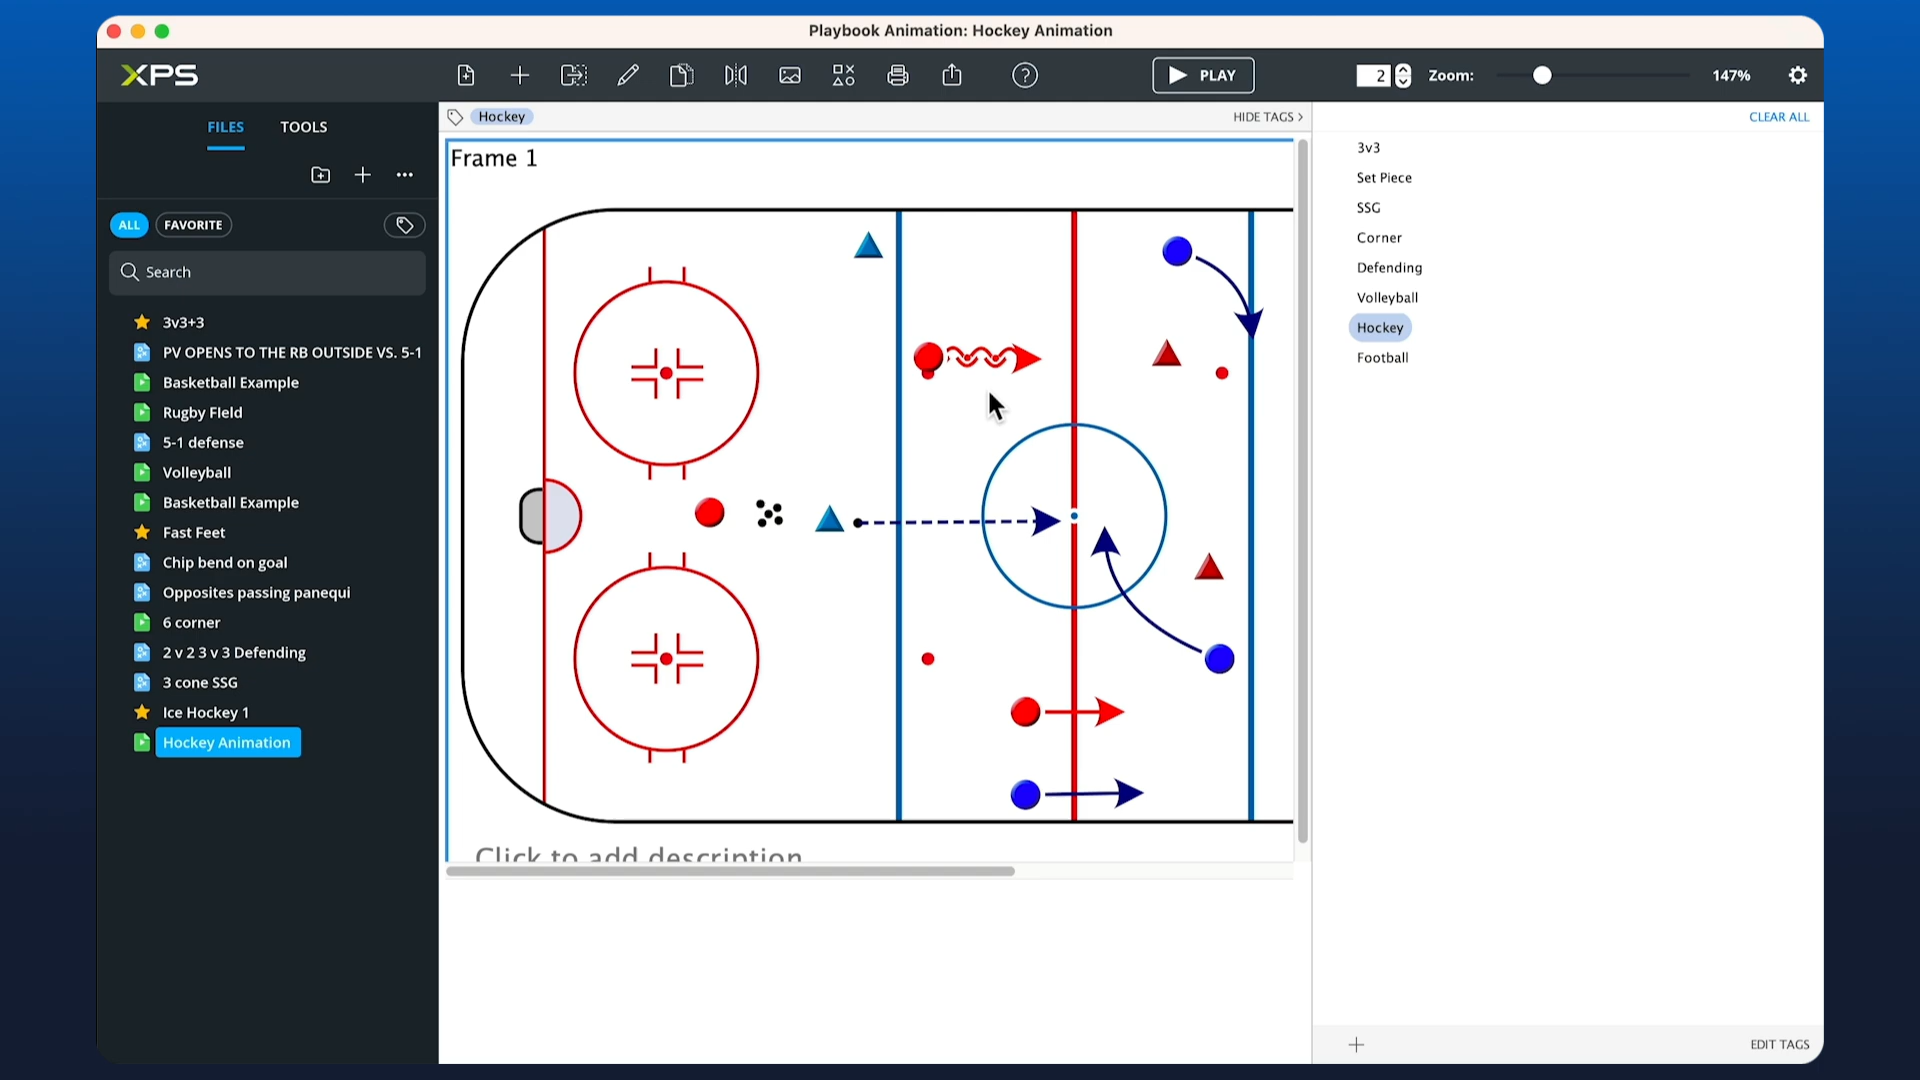 Playbook Animation: Hockey Animation
XPS
PLAY
2
Zoom:
147%
FILES
TOOLS
Hockey
HIDE TAGS >
CLEAR ALL
ALL
FAVORITE
Search
3v3+3
PV OPENS TO THE RB OUTSIDE VS. 5-1
Basketball Example
Rugby FIeld
5-1 defense
Volleyball
Basketball Example
Fast Feet
Chip bend on goal
Opposites passing panequi
6 corner
2 v 2 3 v 3 Defending
3 cone SSG
Ice Hockey 1
Hockey Animation
Frame 1
Click to add description
3v3
Set Piece
SSG
Corner
Defending
Volleyball
Hockey
Football
EDIT TAGS